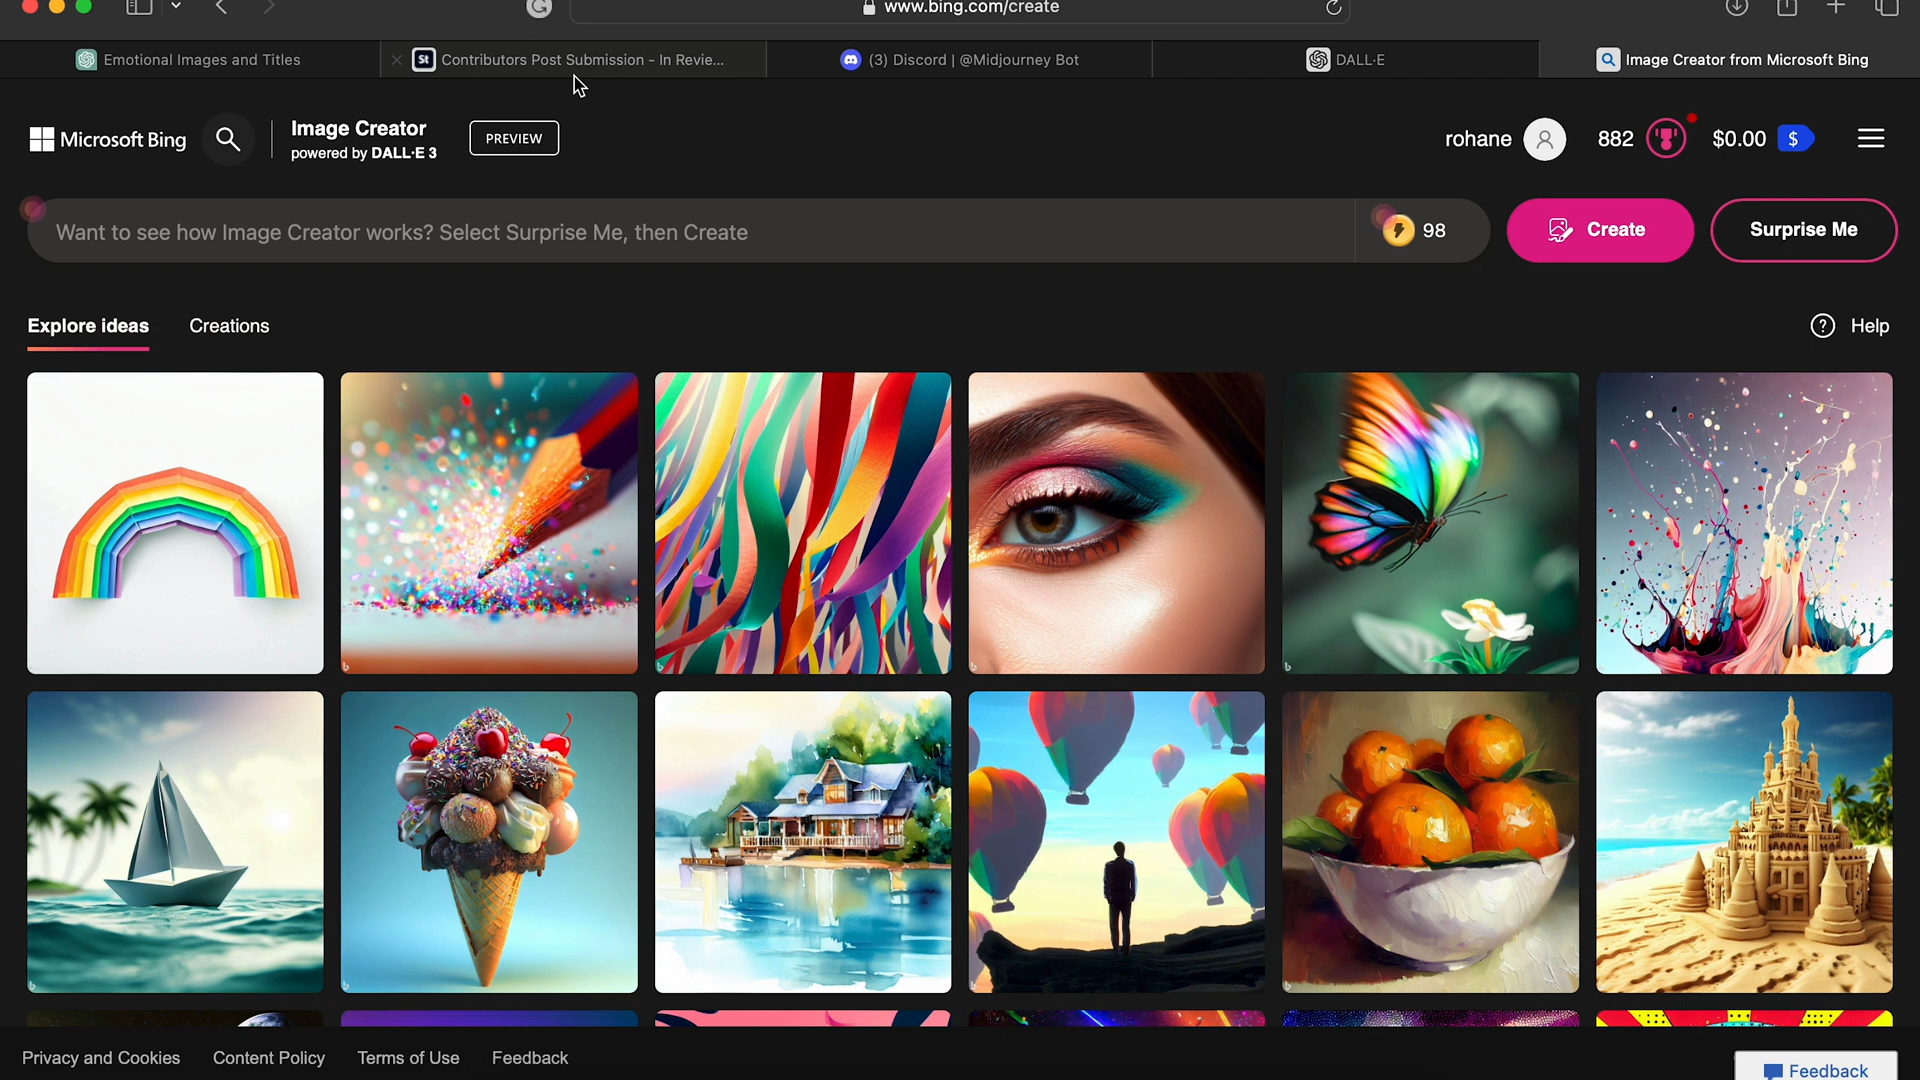 www.bing.com/create
Emotional Images and Titles
St Contributors Post Submission - In Revie...
(3) Discord | @Midjourney Bot
DALL·E
Image Creator from Microsoft Bing
Microsoft Bing
Image Creator
powered by DALL·E 3
PREVIEW
rohane
882
$0.00
$
Want to see how Image Creator works? Select Surprise Me, then Create
98
Create
Surprise Me
Explore ideas
Creations
? Help
Privacy and Cookies
Content Policy
Terms of Use
Feedback
Feedback